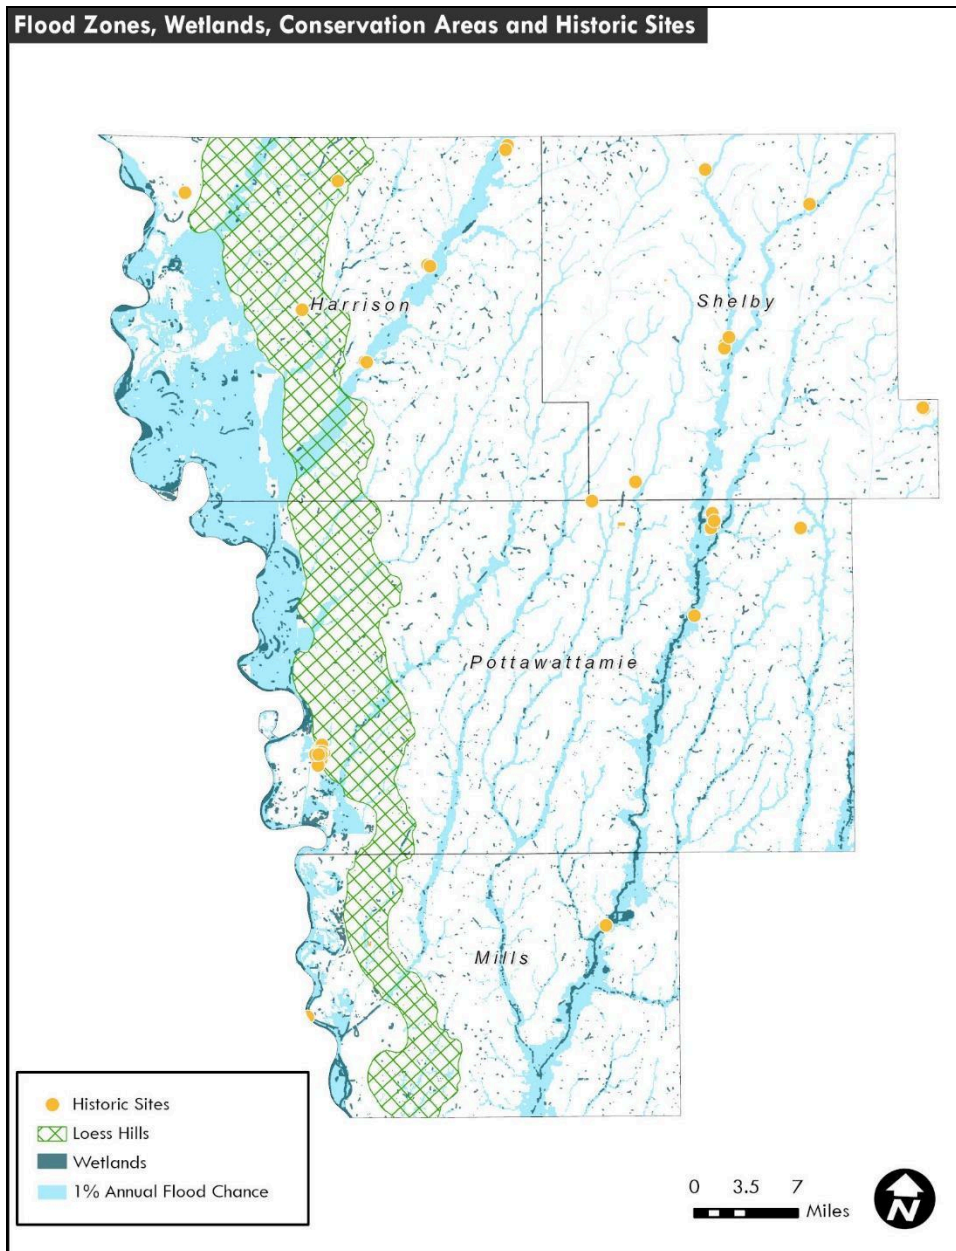 Flood Zones, Wetlands, Conservation Areas and Historic Sites
Harrison
Shelby
Pottawattamie
Mills
Historic Sites
Loess Hills
Wetlands
1% Annual Flood Chance
0 3.5 7
Miles
N